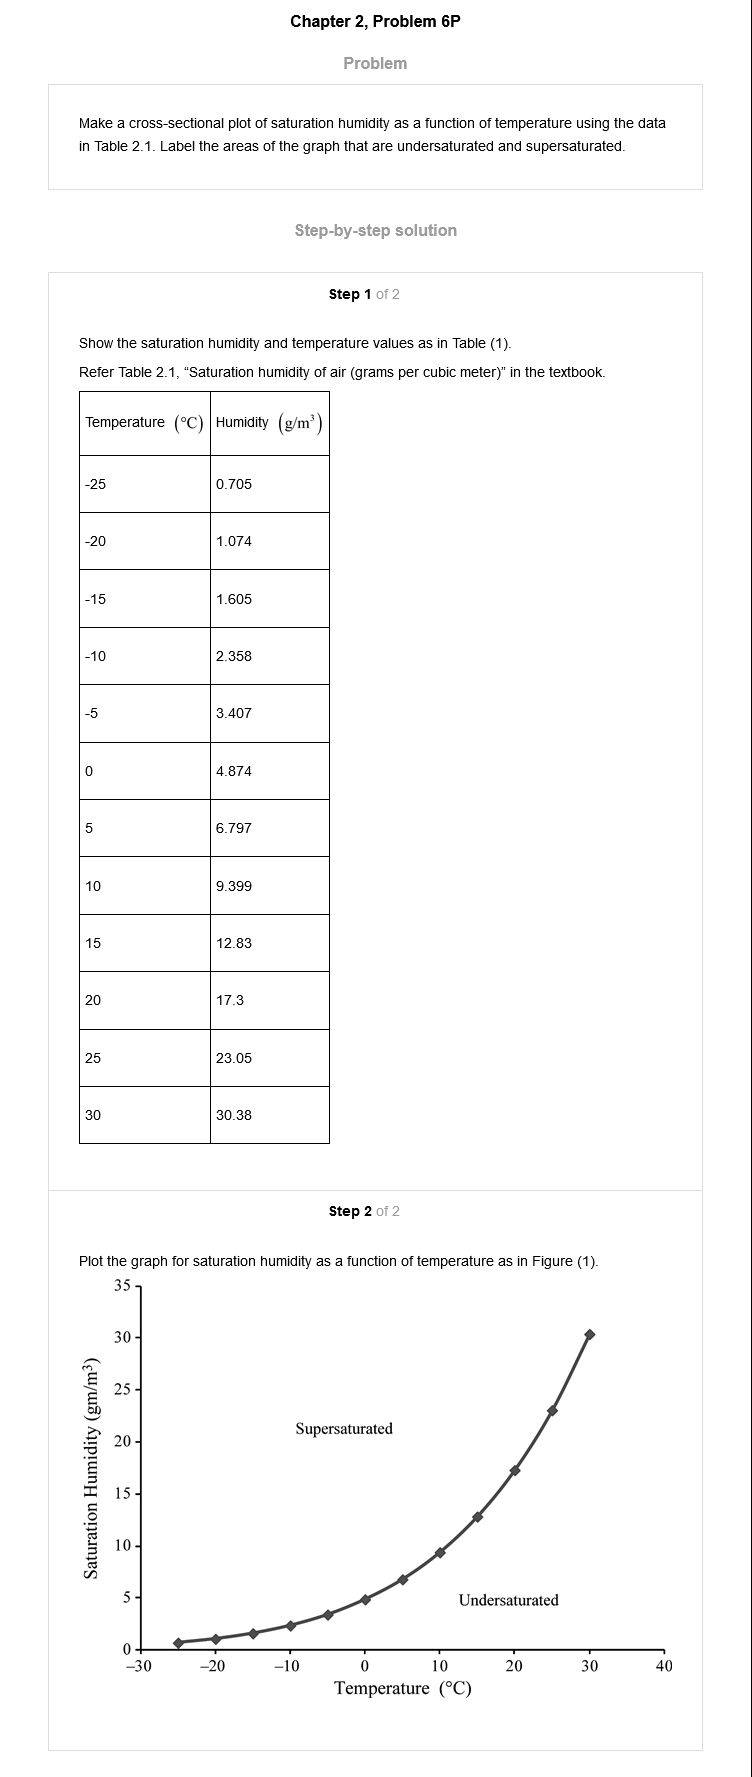 Chapter 2, Problem 6P
Problem
Make a cross-sectional plot of saturation humidity as a function of temperature using the data
in Table 2.1. Label the areas of the graph that are undersaturated and supersaturated.
Step-by-step solution
Step 1 of 2
Show the saturation humidity and temperature values as in Table (1).
Refer Table 2.1, “Saturation humidity of air (grams per cubic meter)” in the textbook.
Temperature (°C) Humidity (g/m³)
-25 0.705
-20 1.074
-15 1.605
-10 2.358
-5 3.407
0 4.874
5 6.797
10 9.399
15 12.83
20 17.3
25 23.05
30 30.38
Step 2 of 2
Plot the graph for saturation humidity as a function of temperature as in Figure (1).
35
30
25
20
15
10
5
0
Saturation Humidity (gm/m³)
Supersaturated
Undersaturated
−30 −20 −10 0 10 20 30 40
Temperature (°C)